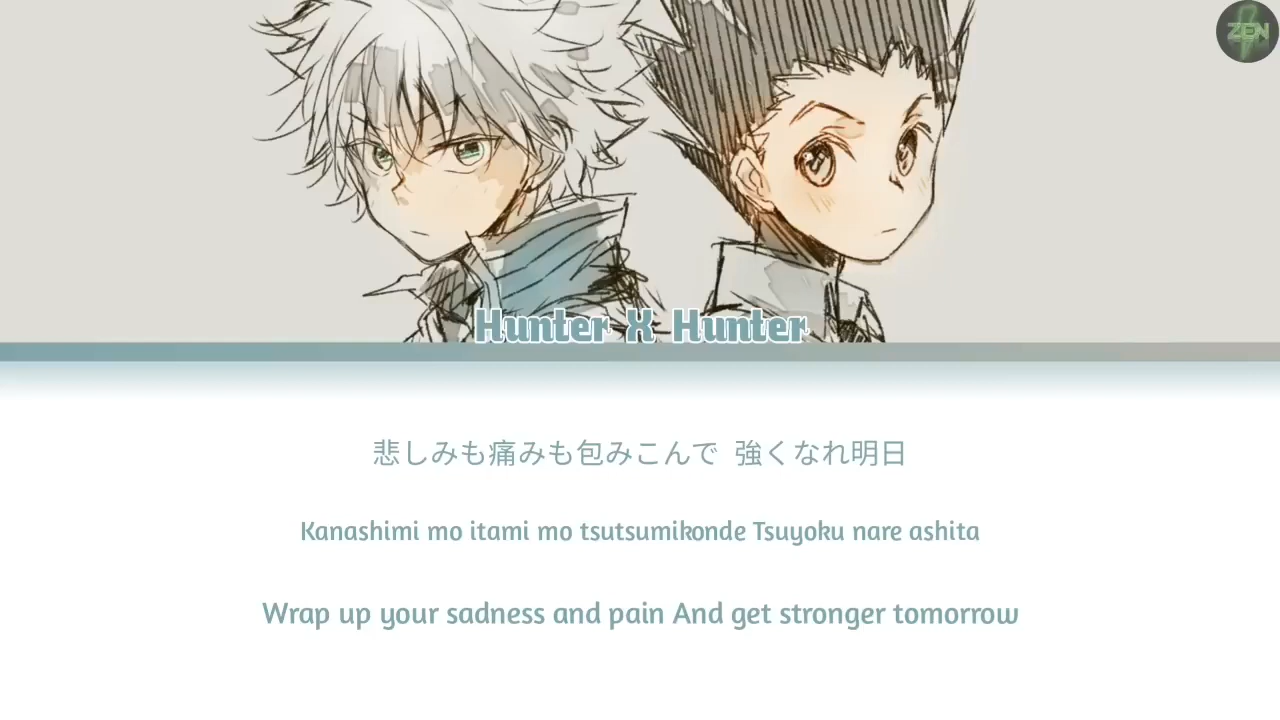 ZEN
Hunter X Hunter
悲しみも痛みも包みこんで 強くなれ明日
Kanashimi mo itami mo tsutsumikonde Tsuyoku nare ashita
Wrap up your sadness and pain And get stronger tomorrow